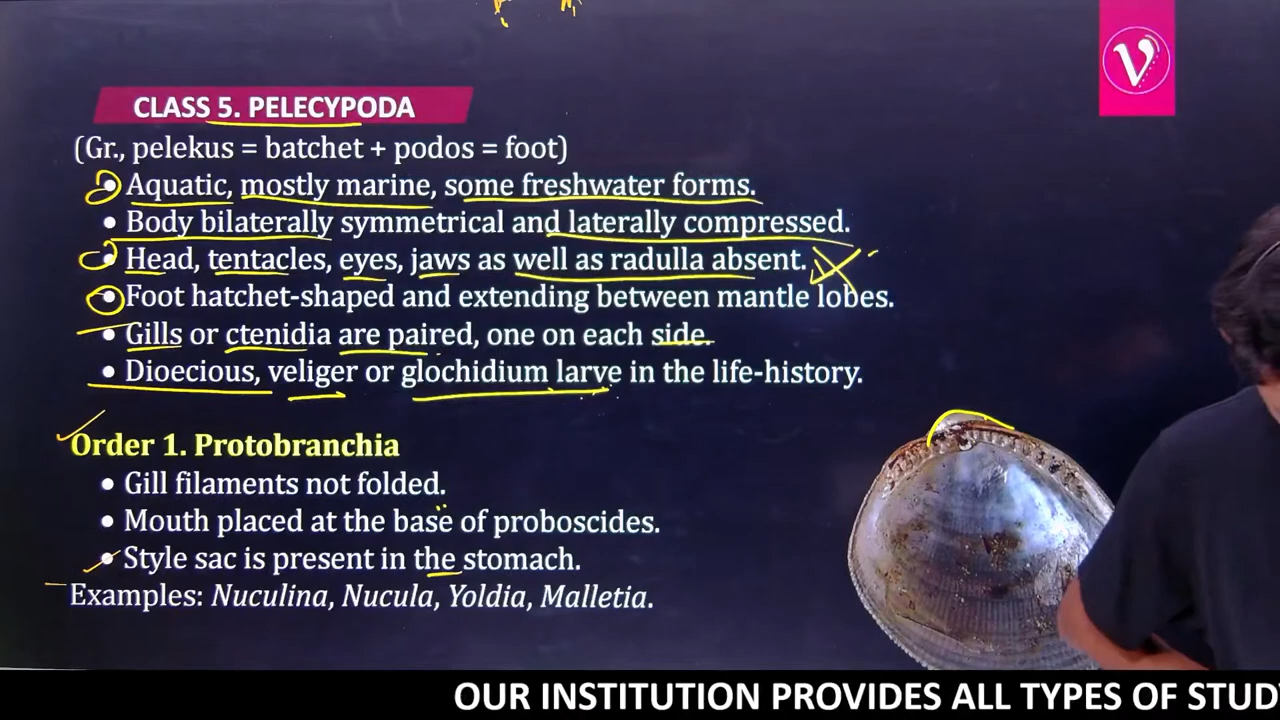 V
CLASS 5. PELECYPODA
(Gr., pelekus = batchet + podos = foot)
• Aquatic, mostly marine, some freshwater forms.
• Body bilaterally symmetrical and laterally compressed.
• Head, tentacles, eyes, jaws as well as radulla absent.
• Foot hatchet-shaped and extending between mantle lobes.
• Gills or ctenidia are paired, one on each side.
• Dioecious, veliger or glochidium larve in the life-history.
Order 1. Protobranchia
• Gill filaments not folded.
• Mouth placed at the base of proboscides.
• Style sac is present in the stomach.
Examples: Nuculina, Nucula, Yoldia, Malletia.
OUR INSTITUTION PROVIDES ALL TYPES OF STUD